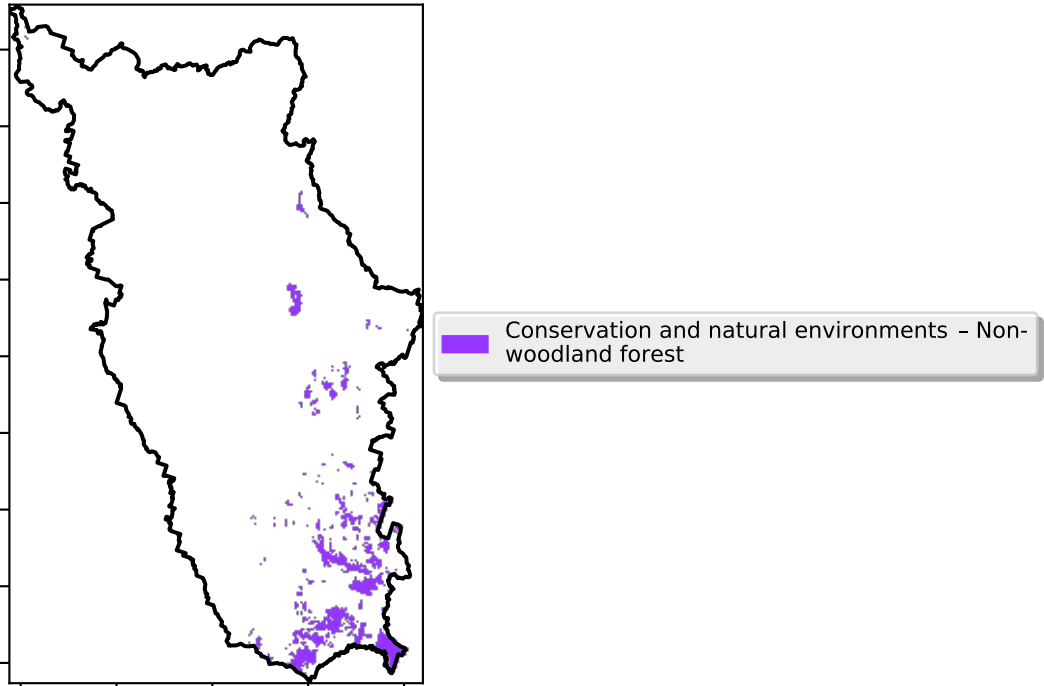 Conservation and natural environments – Non-
woodland forest